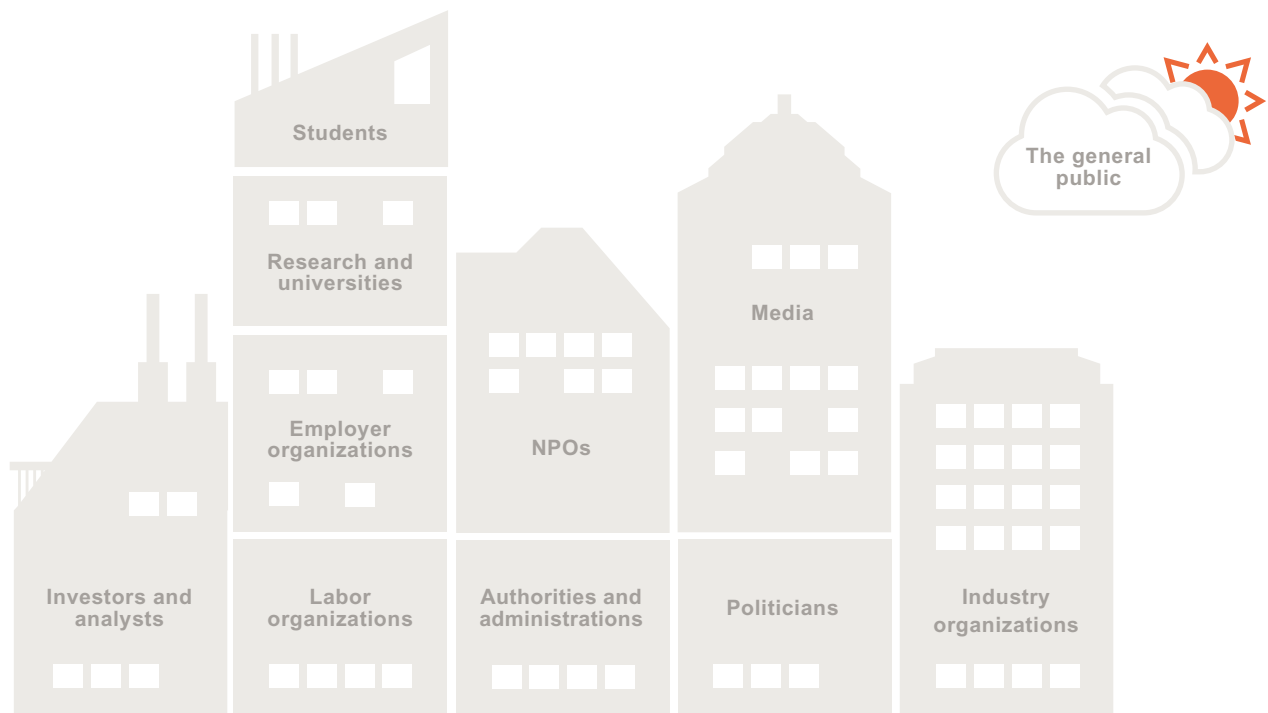 Students
The general
public
Research and
universities
Media
Employer
organizations
NPOs
Investors and
analysts
Labor
organizations
Authorities and
administrations
Politicians
Industry
organizations